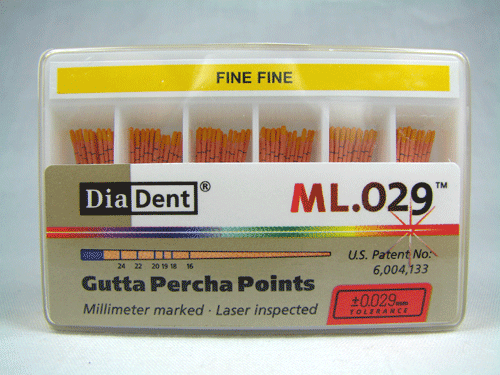 FINE FINE
DiaDent®
ML.029™
24 22 20 19 18 16
U.S. Patent No:
6,004,133
Gutta Percha Points
Millimeter marked · Laser inspected
±0.029mm
TOLERANCE